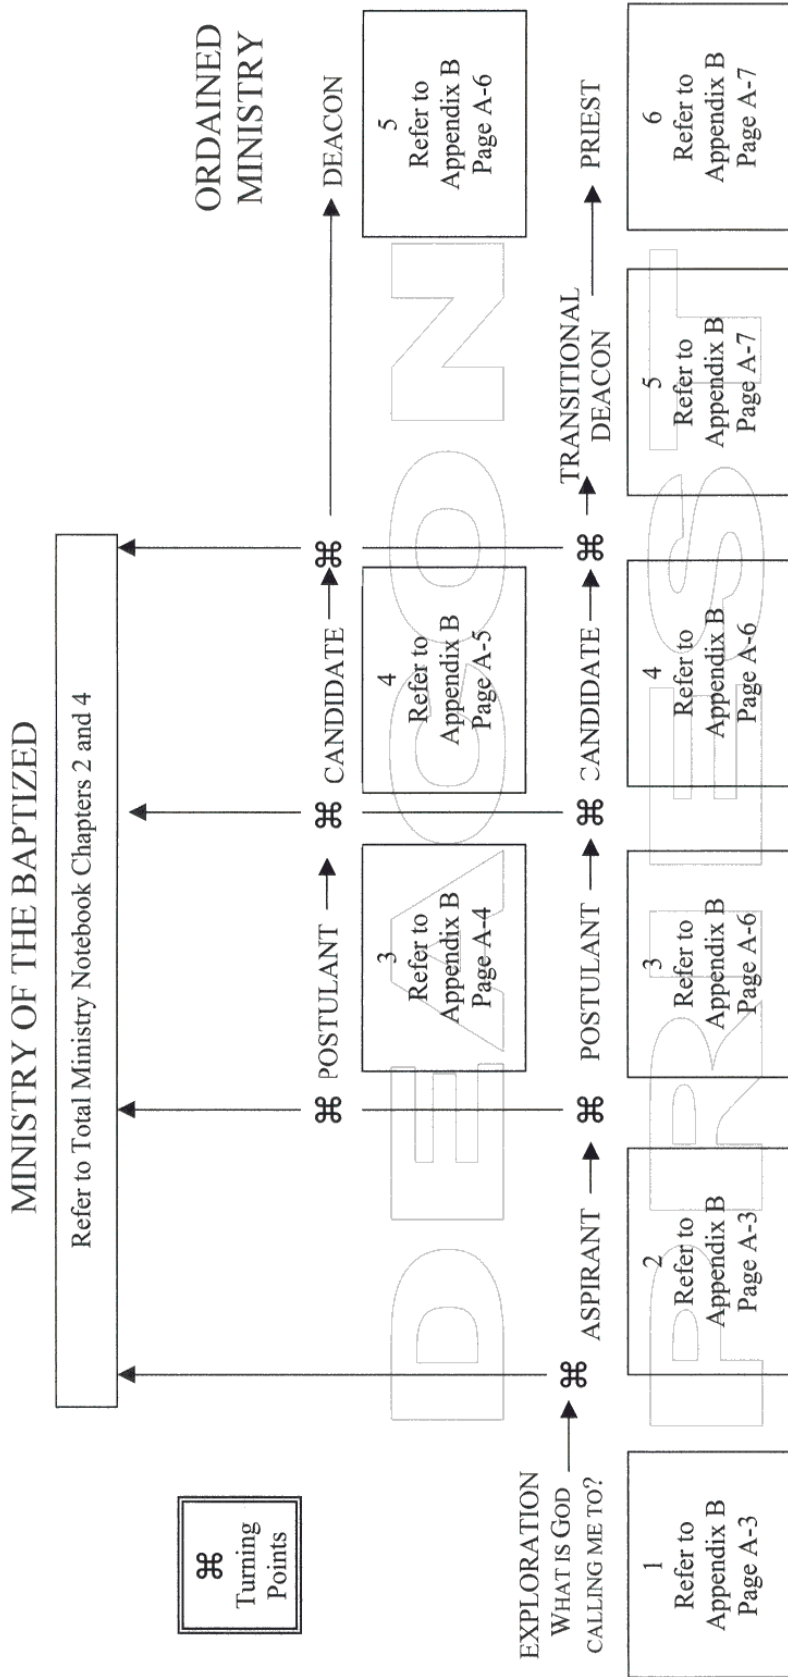 MINISTRY OF THE BAPTIZED
Refer to Total Ministry Notebook Chapters 2 and 4
⌘
Turning
Points
ORDAINED
MINISTRY
⌘
POSTULANT
⌘
CANDIDATE
⌘
DEACON
DEACON
3
Refer to
Appendix B
Page A-4
4
Refer to
Appendix B
Page A-5
5
Refer to
Appendix B
Page A-6
EXPLORATION
WHAT IS GOD
CALLING ME TO?
⌘
ASPIRANT
⌘
POSTULANT
⌘
CANDIDATE
⌘
TRANSITIONAL
DEACON
PRIEST
PRIEST
1
Refer to
Appendix B
Page A-3
2
Refer to
Appendix B
Page A-3
3
Refer to
Appendix B
Page A-6
4
Refer to
Appendix B
Page A-6
5
Refer to
Appendix B
Page A-7
6
Refer to
Appendix B
Page A-7